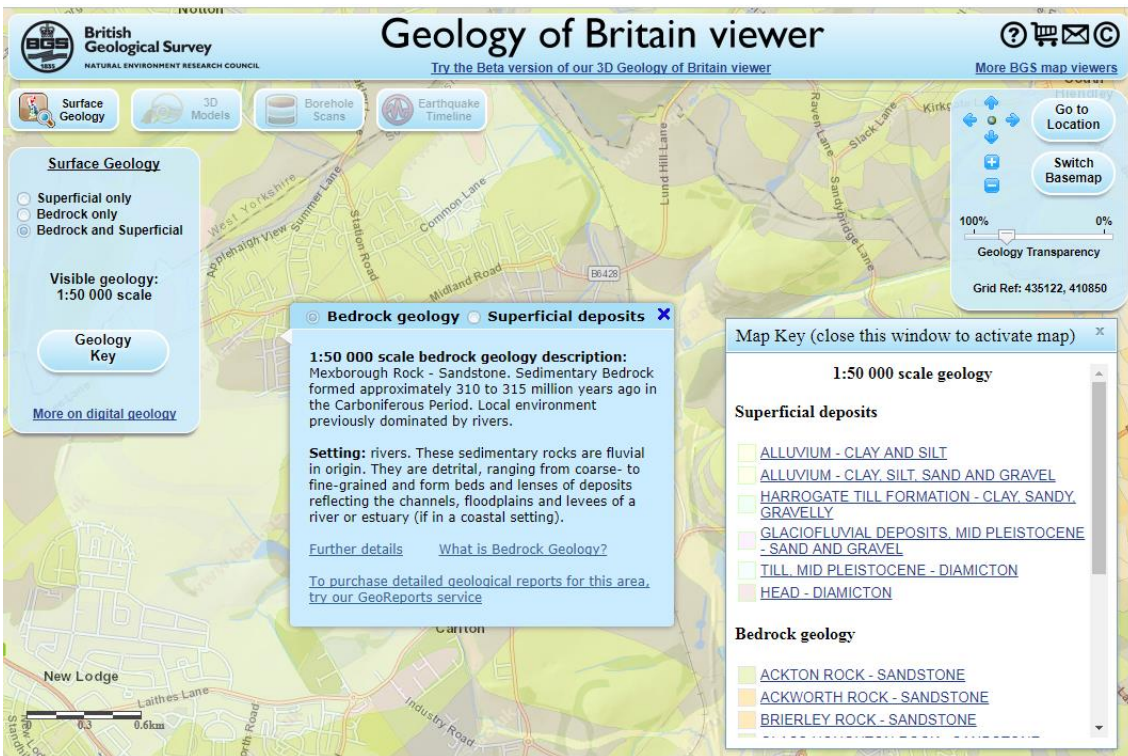 Notton
British
Geological Survey
NATURAL ENVIRONMENT RESEARCH COUNCIL
BGS
1835
Geology of Britain viewer
Try the Beta version of our 3D Geology of Britain viewer
More BGS map viewers
Surface
Geology
3D
Models
Borehole
Scans
Earthquake
Timeline
South
Hiendley
Go to
Location
Switch
Basemap
100% 0%
Geology Transparency
Grid Ref: 435122, 410850
Surface Geology
Superficial only
Bedrock only
Bedrock and Superficial
Visible geology:
1:50 000 scale
Geology
Key
More on digital geology
West Yorkshire
Applehaigh View
Summer Lane
Station Road
Common Lane
Midland Road
B6428
Lund Hill Lane
Raven Lane
Slack Lane
Sandybridge Lane
Bedrock geology Superficial deposits X
1:50 000 scale bedrock geology description:
Mexborough Rock - Sandstone. Sedimentary Bedrock
formed approximately 310 to 315 million years ago in
the Carboniferous Period. Local environment
previously dominated by rivers.
Setting: rivers. These sedimentary rocks are fluvial
in origin. They are detrital, ranging from coarse- to
fine-grained and form beds and lenses of deposits
reflecting the channels, floodplains and levees of a
river or estuary (if in a coastal setting).
Further details What is Bedrock Geology?
To purchase detailed geological reports for this area,
try our GeoReports service
Map Key (close this window to activate map) x
1:50 000 scale geology
Superficial deposits
ALLUVIUM - CLAY AND SILT
ALLUVIUM - CLAY, SILT, SAND AND GRAVEL
HARROGATE TILL FORMATION - CLAY, SANDY,
GRAVELLY
GLACIOFLUVIAL DEPOSITS, MID PLEISTOCENE
- SAND AND GRAVEL
TILL, MID PLEISTOCENE - DIAMICTON
HEAD - DIAMICTON
Bedrock geology
ACKTON ROCK - SANDSTONE
ACKWORTH ROCK - SANDSTONE
BRIERLEY ROCK - SANDSTONE
Carlton
New Lodge
Laithes Lane
Industry Road
0 0.3 0.6km